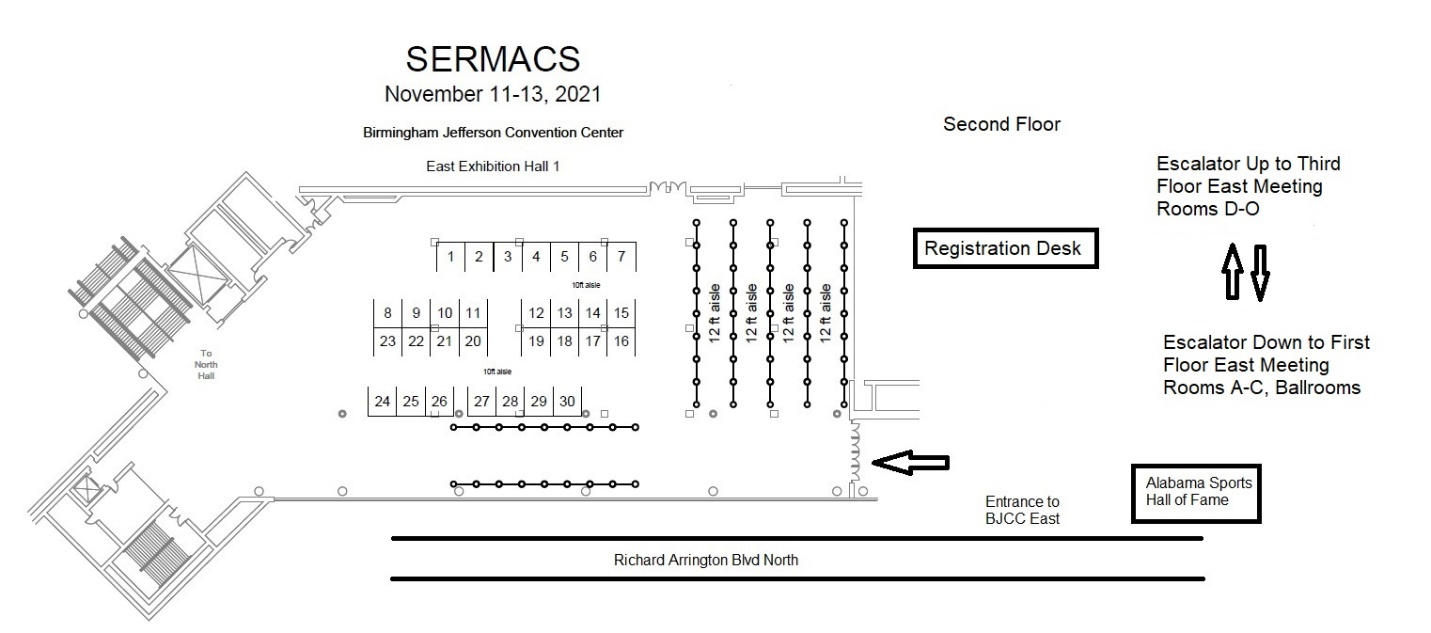 SERMACS
November 11-13, 2021
Birmingham Jefferson Convention Center
East Exhibition Hall 1
Second Floor
Escalator Up to Third
Floor East Meeting
Rooms D-O
Registration Desk
1 2 3 4 5 6 7
10ft aisle
8 9 10 11 12 13 14 15
23 22 21 20 19 18 17 16
10ft aisle
24 25 26 27 28 29 30
12 ft aisle
12 ft aisle
12 ft aisle
12 ft aisle
To
North
Hall
Escalator Down to First
Floor East Meeting
Rooms A-C, Ballrooms
Alabama Sports
Hall of Fame
Entrance to
BJCC East
Richard Arrington Blvd North